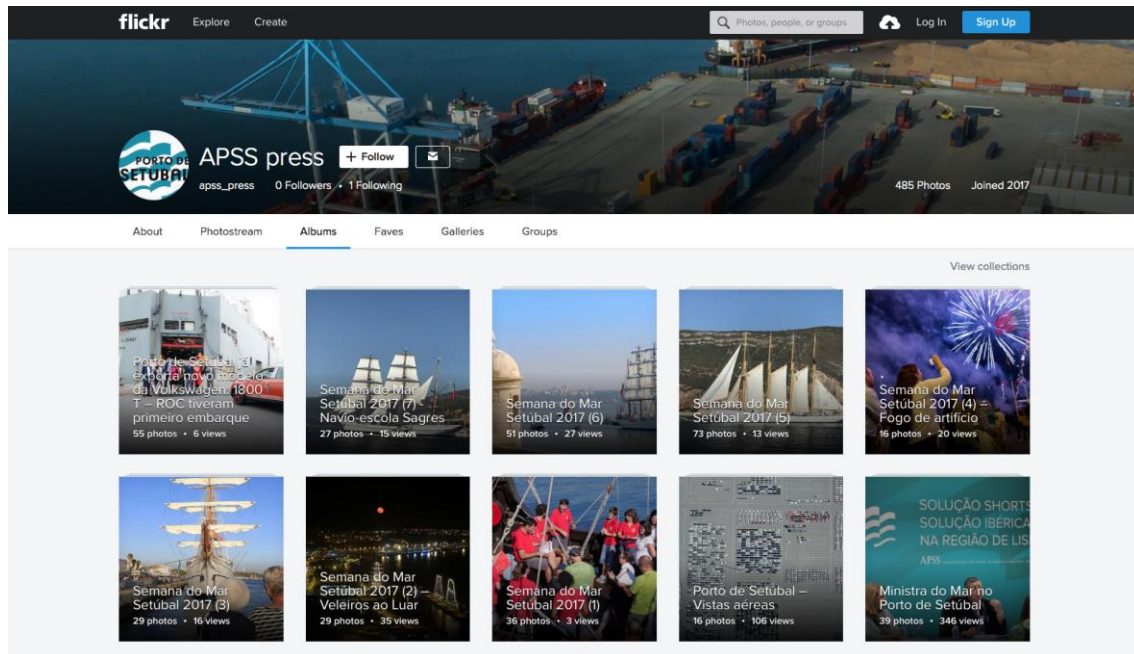 flickr Explore Create Photos, people, or groups Log In Sign Up
PORTO DE
SETÚBAL
APSS press + Follow
apss_press 0 Followers • 1 Following 485 Photos Joined 2017
About Photostream Albums Faves Galleries Groups
View collections
Porto de Setúbal já
exporta novo modelo
da Volkswagen. 1800
T – ROC tiveram
primeiro embarque
55 photos • 6 views
Semana do Mar
Setúbal 2017 (7) -
Navio-escola Sagres
27 photos • 15 views
Semana do Mar
Setúbal 2017 (6)
51 photos • 27 views
Semana do Mar
Setúbal 2017 (5)
73 photos • 13 views
Semana do Mar
Setúbal 2017 (4) –
Fogo de artifício
16 photos • 20 views
Semana do Mar
Setúbal 2017 (3)
29 photos • 16 views
Semana do Mar
Setúbal 2017 (2) –
Veleiros ao Luar
29 photos • 35 views
Semana do Mar
Setúbal 2017 (1)
36 photos • 3 views
Porto de Setúbal –
Vistas aéreas
16 photos • 106 views
SOLUÇÃO SHORTS
SOLUÇÃO IBÉRICA
NA REGIÃO DE LIS
APSS
Ministra do Mar no
Porto de Setúbal
39 photos • 346 views